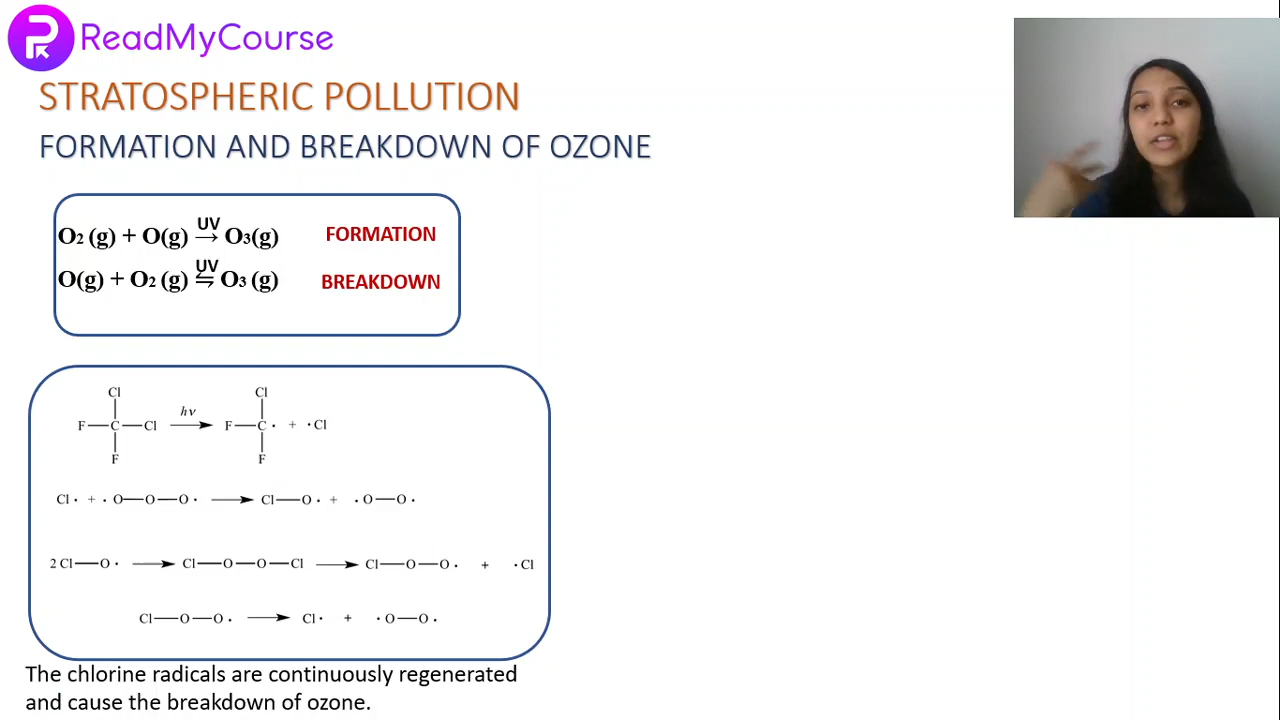 ReadMyCourse
STRATOSPHERIC POLLUTION
FORMATION AND BREAKDOWN OF OZONE
O₂ (g) + O(g) UV → O₃(g) FORMATION
O(g) + O₂ (g) UV ⇋ O₃ (g) BREAKDOWN
Cl Cl
F—C—Cl hν → F—C· + ·Cl
F F
Cl· + ·O—O—O· → Cl—O· + ·O—O·
2 Cl—O· → Cl—O—O—Cl → Cl—O—O· + ·Cl
Cl—O—O· → Cl· + ·O—O·
The chlorine radicals are continuously regenerated
and cause the breakdown of ozone.